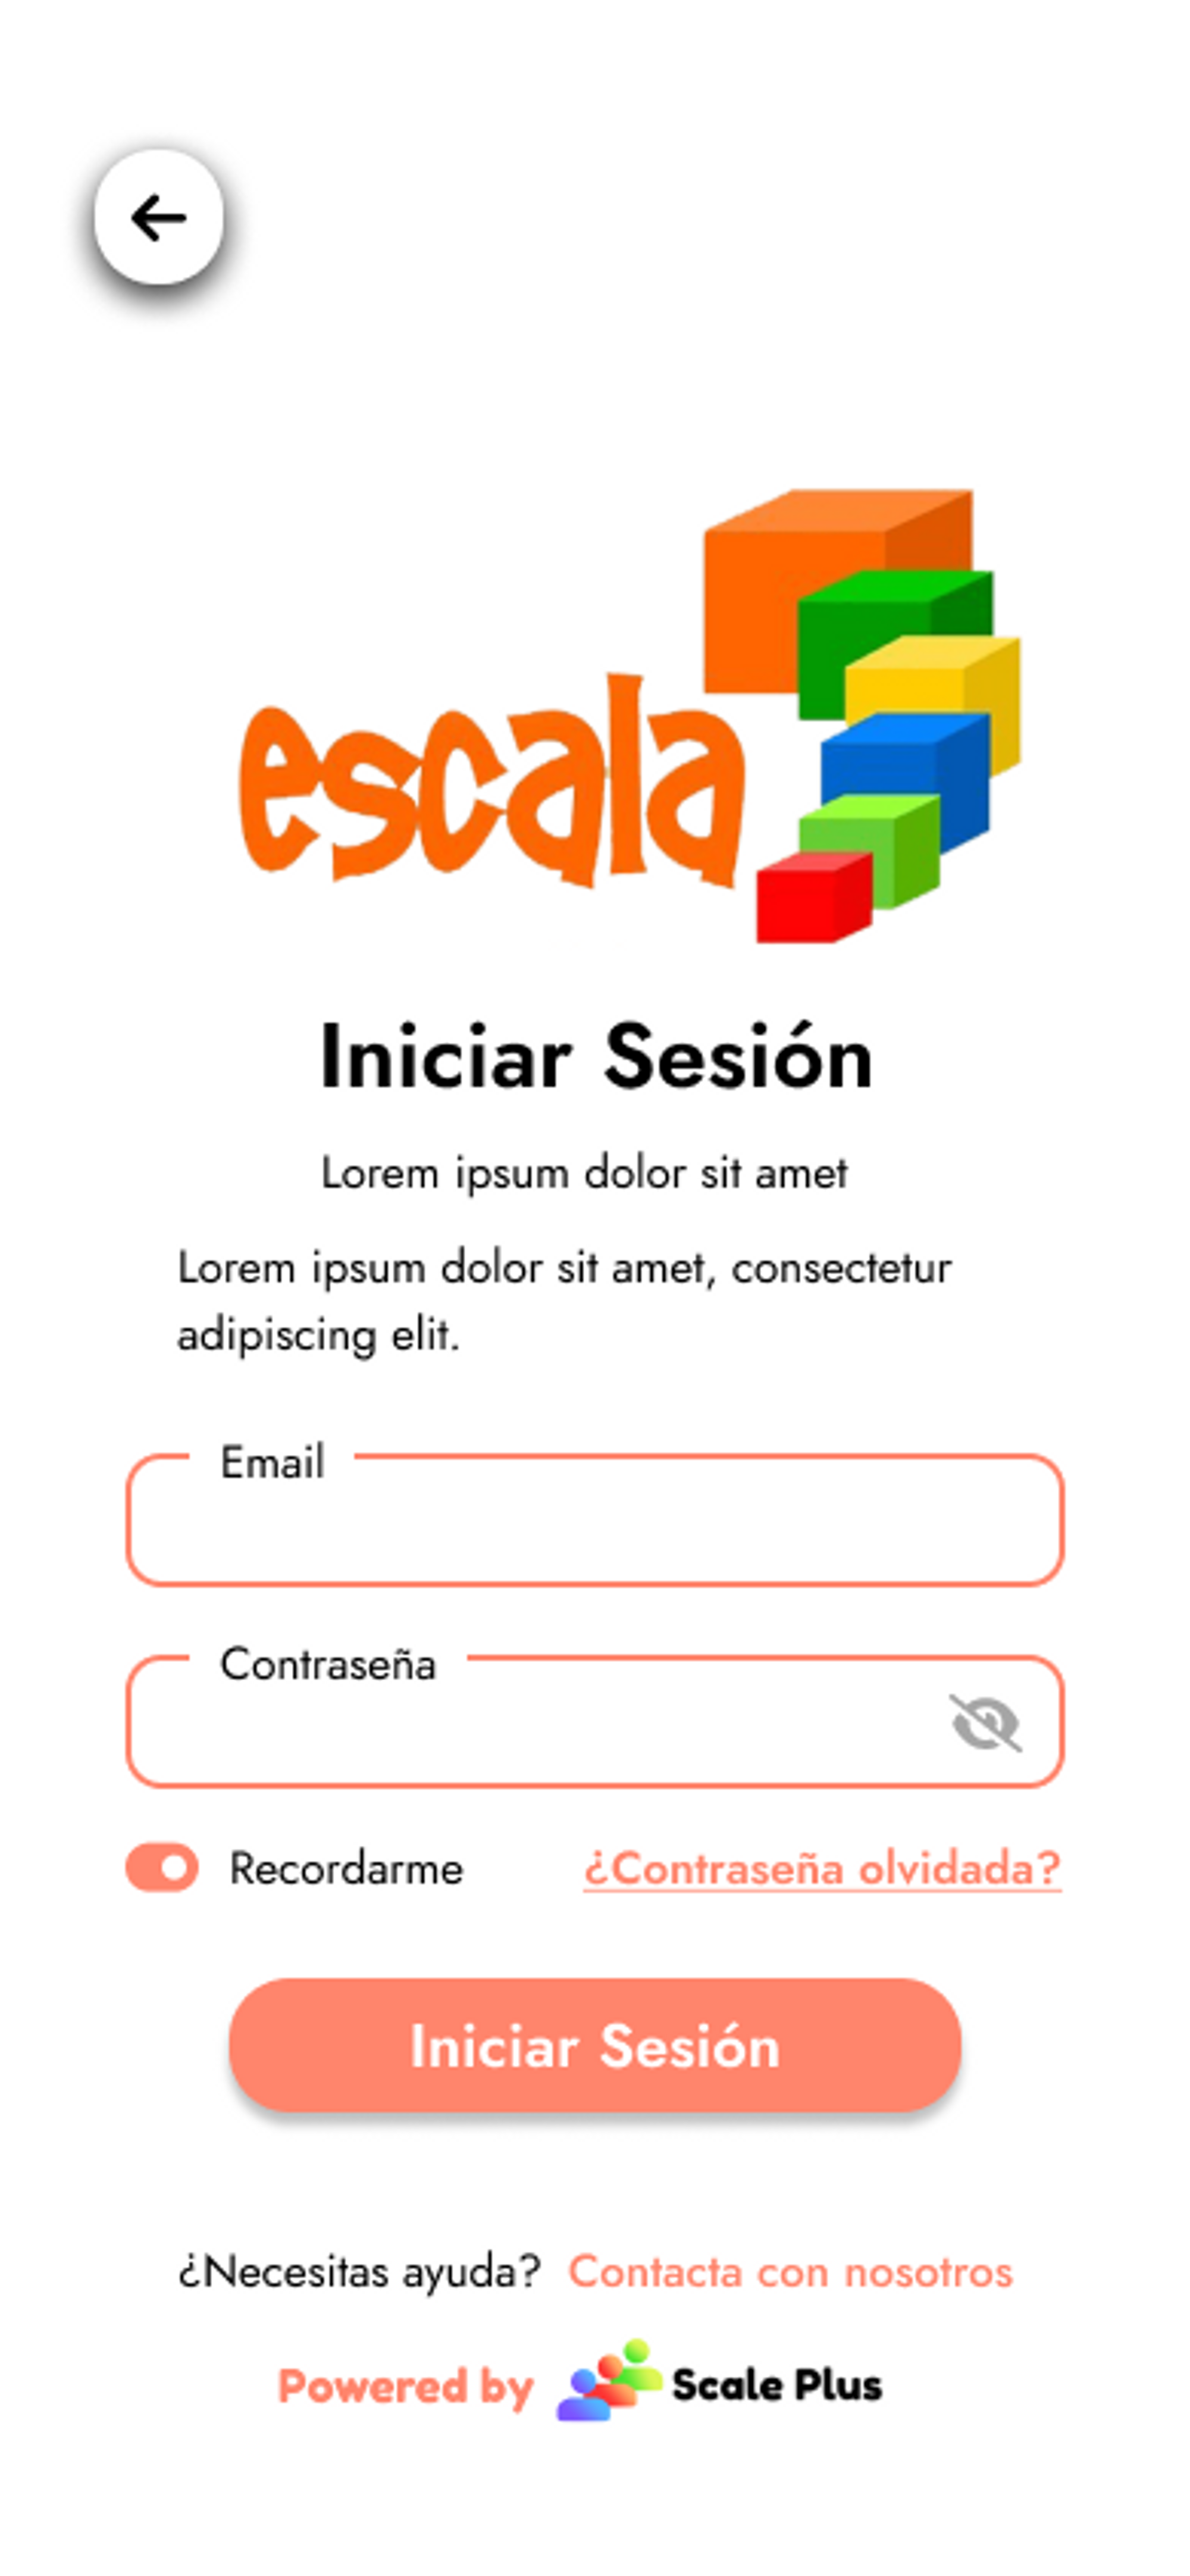 escala
Iniciar Sesión
Lorem ipsum dolor sit amet
Lorem ipsum dolor sit amet, consectetur
adipiscing elit.
Email
Contraseña
Recordarme ¿Contraseña olvidada?
Iniciar Sesión
¿Necesitas ayuda? Contacta con nosotros
Powered by Scale Plus